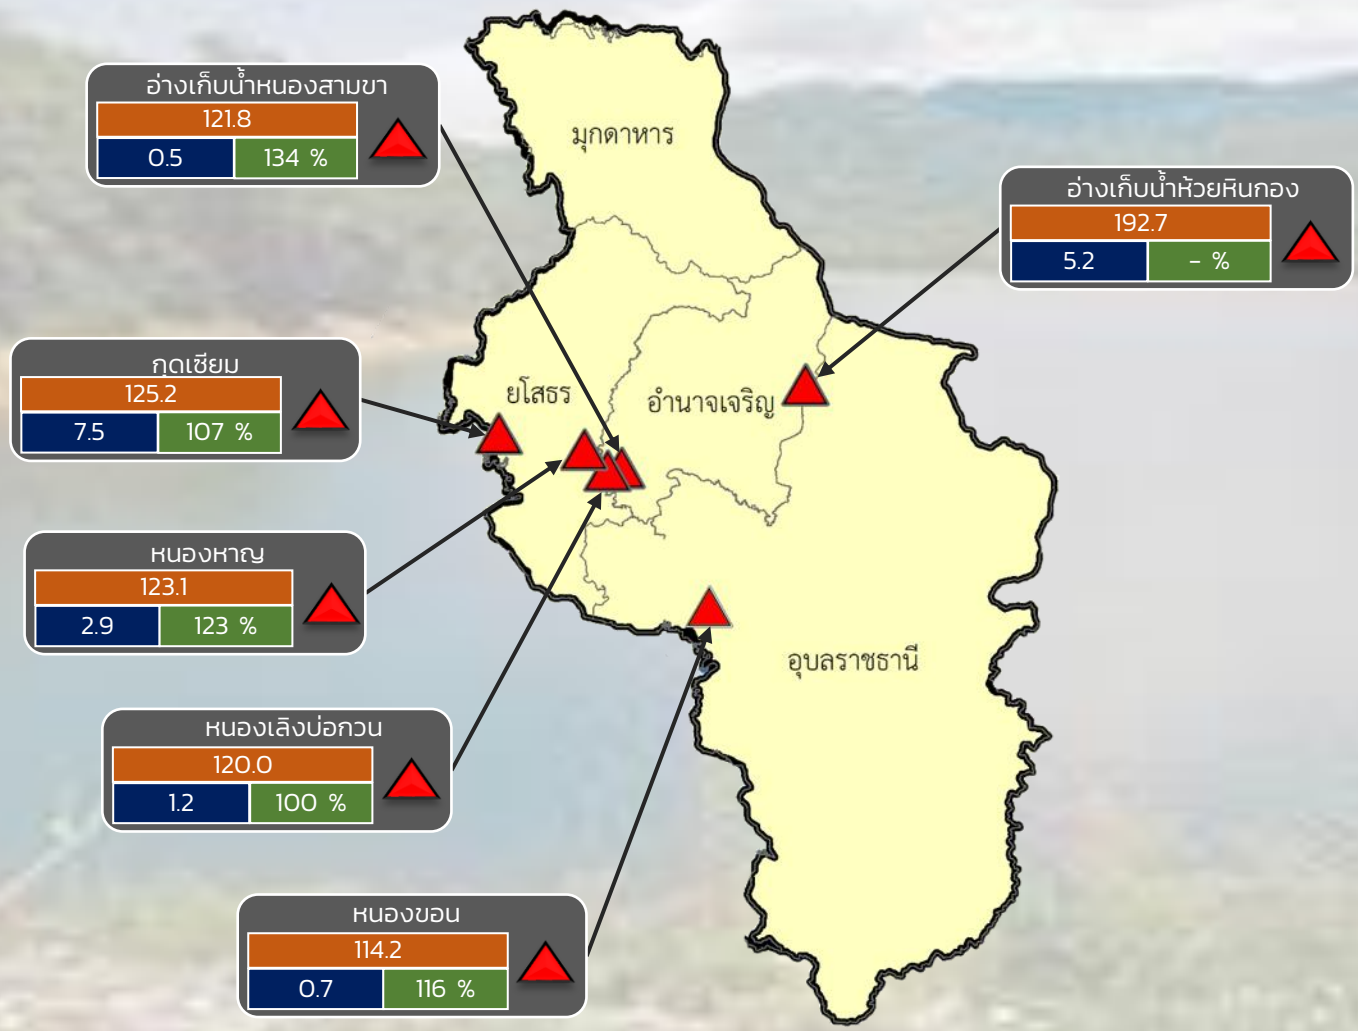 อ่างเก็บน้ำหนองสามขา
121.8
0.5 134 %
มุกดาหาร
อ่างเก็บน้ำห้วยหินกอง
192.7
5.2 - %
กุดเซียม
125.2
7.5 107 %
ยโสธร
อำนาจเจริญ
หนองหาญ
123.1
2.9 123 %
อุบลราชธานี
หนองเลิงบ่อกวน
120.0
1.2 100 %
หนองขอน
114.2
0.7 116 %